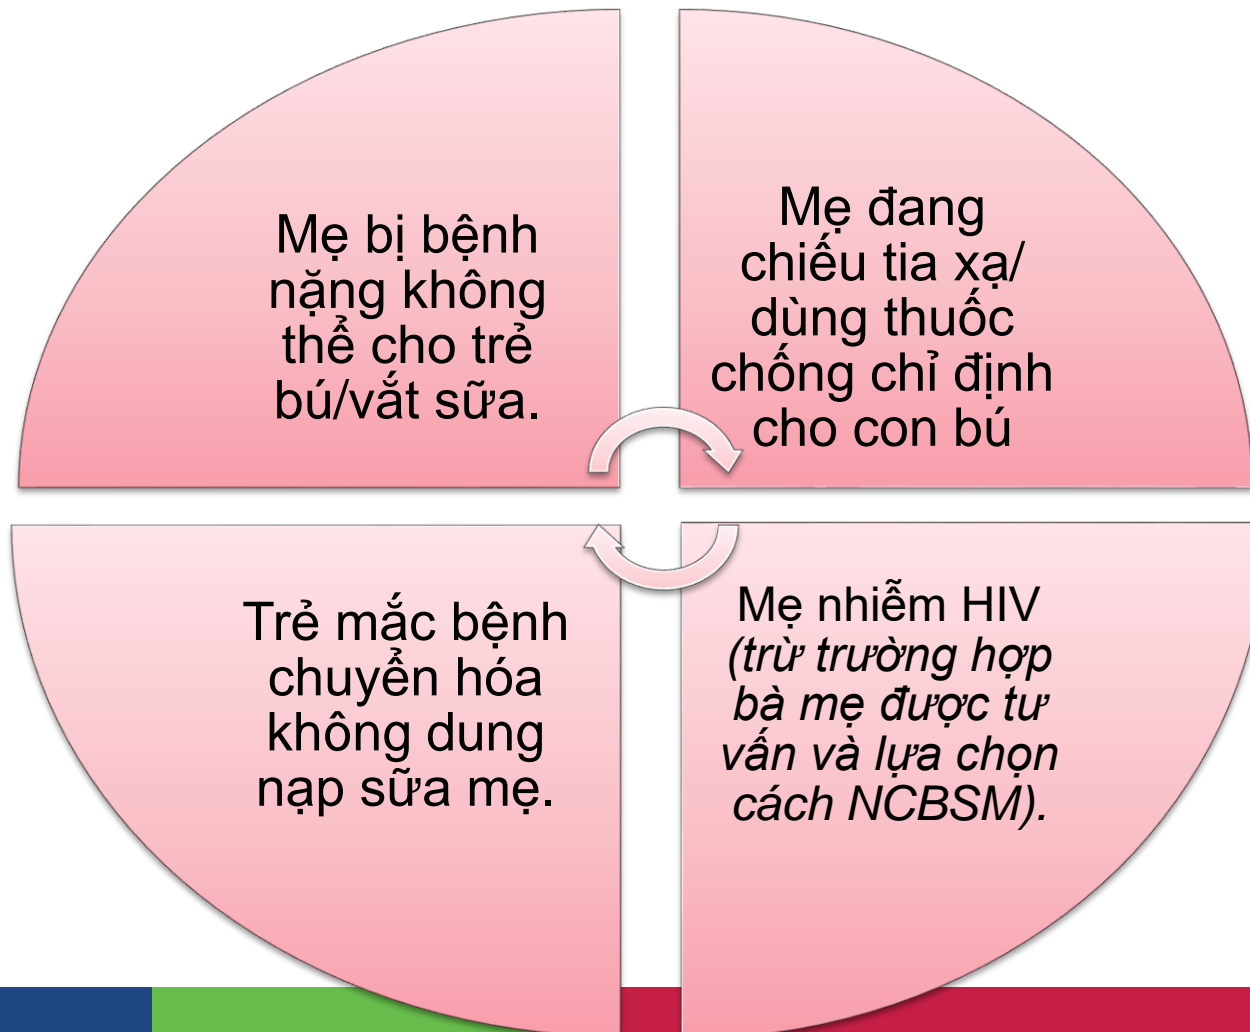 Mẹ bị bệnh
nặng không
thể cho trẻ
bú/vắt sữa.
Mẹ đang
chiếu tia xạ/
dùng thuốc
chống chỉ định
cho con bú
Trẻ mắc bệnh
chuyển hóa
không dung
nạp sữa mẹ.
Mẹ nhiễm HIV
(trừ trường hợp
bà mẹ được tư
vấn và lựa chọn
cách NCBSM).